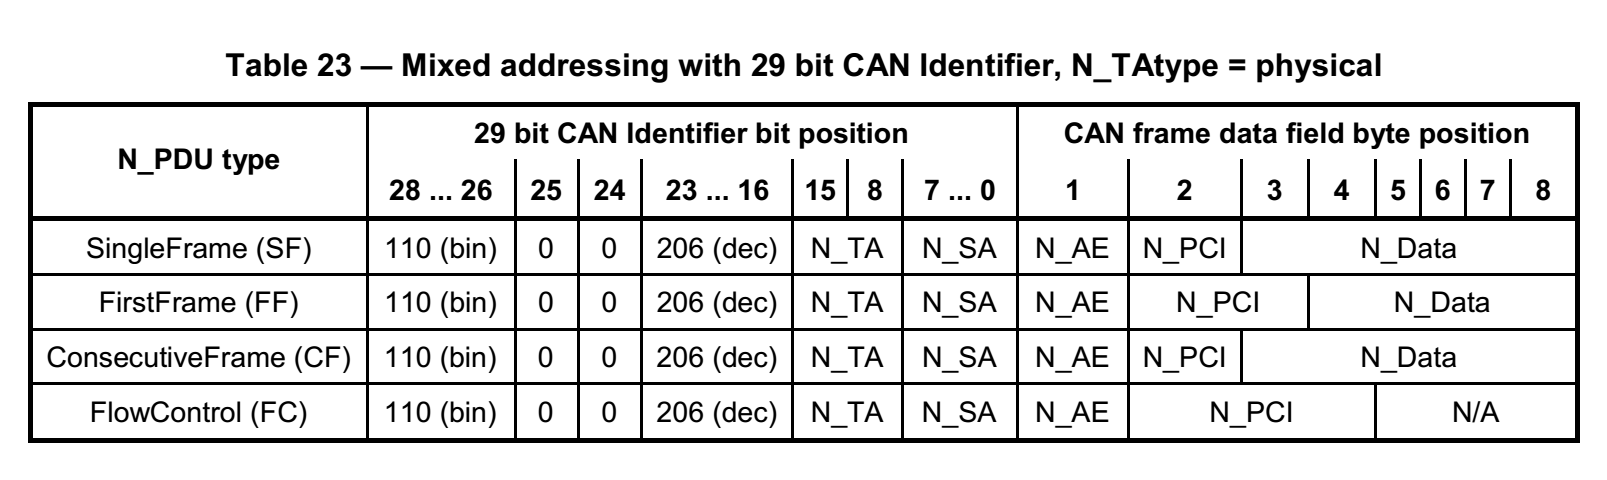 Table 23 — Mixed addressing with 29 bit CAN Identifier, N_TAtype = physical
N_PDU type 29 bit CAN Identifier bit position CAN frame data field byte position
28 ... 26 25 24 23 ... 16 15 8 7 ... 0 1 2 3 4 5 6 7 8
SingleFrame (SF) 110 (bin) 0 0 206 (dec) N_TA N_SA N_AE N_PCI N_Data
FirstFrame (FF) 110 (bin) 0 0 206 (dec) N_TA N_SA N_AE N_PCI N_Data
ConsecutiveFrame (CF) 110 (bin) 0 0 206 (dec) N_TA N_SA N_AE N_PCI N_Data
FlowControl (FC) 110 (bin) 0 0 206 (dec) N_TA N_SA N_AE N_PCI N/A